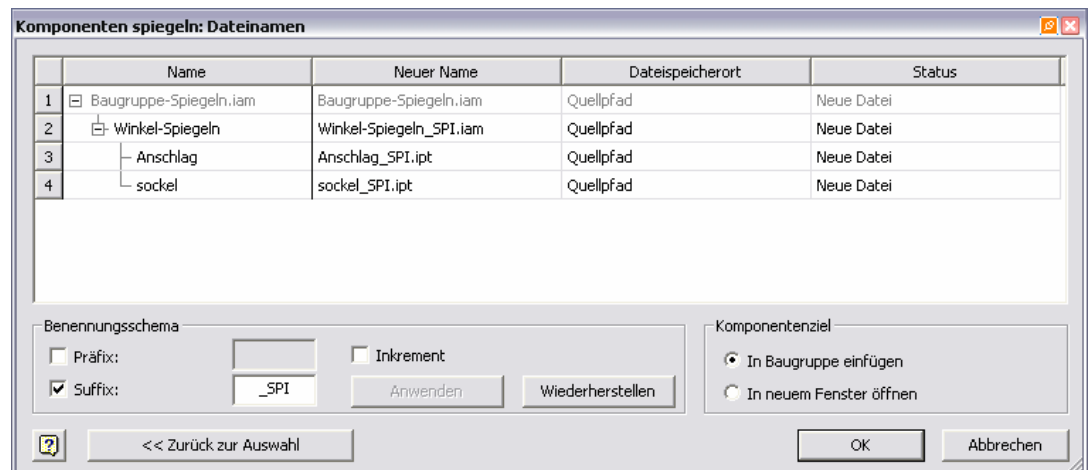 Komponenten spiegeln: Dateinamen
Name Neuer Name Dateispeicherort Status
1 Baugruppe-Spiegeln.iam Baugruppe-Spiegeln.iam Quellpfad Neue Datei
2 Winkel-Spiegeln Winkel-Spiegeln_SPI.iam Quellpfad Neue Datei
3 Anschlag Anschlag_SPI.ipt Quellpfad Neue Datei
4 sockel sockel_SPI.ipt Quellpfad Neue Datei
Benennungsschema
Präfix: Inkrement
Suffix: _SPI Anwenden Wiederherstellen
Komponentenziel
In Baugruppe einfügen
In neuem Fenster öffnen
? << Zurück zur Auswahl OK Abbrechen